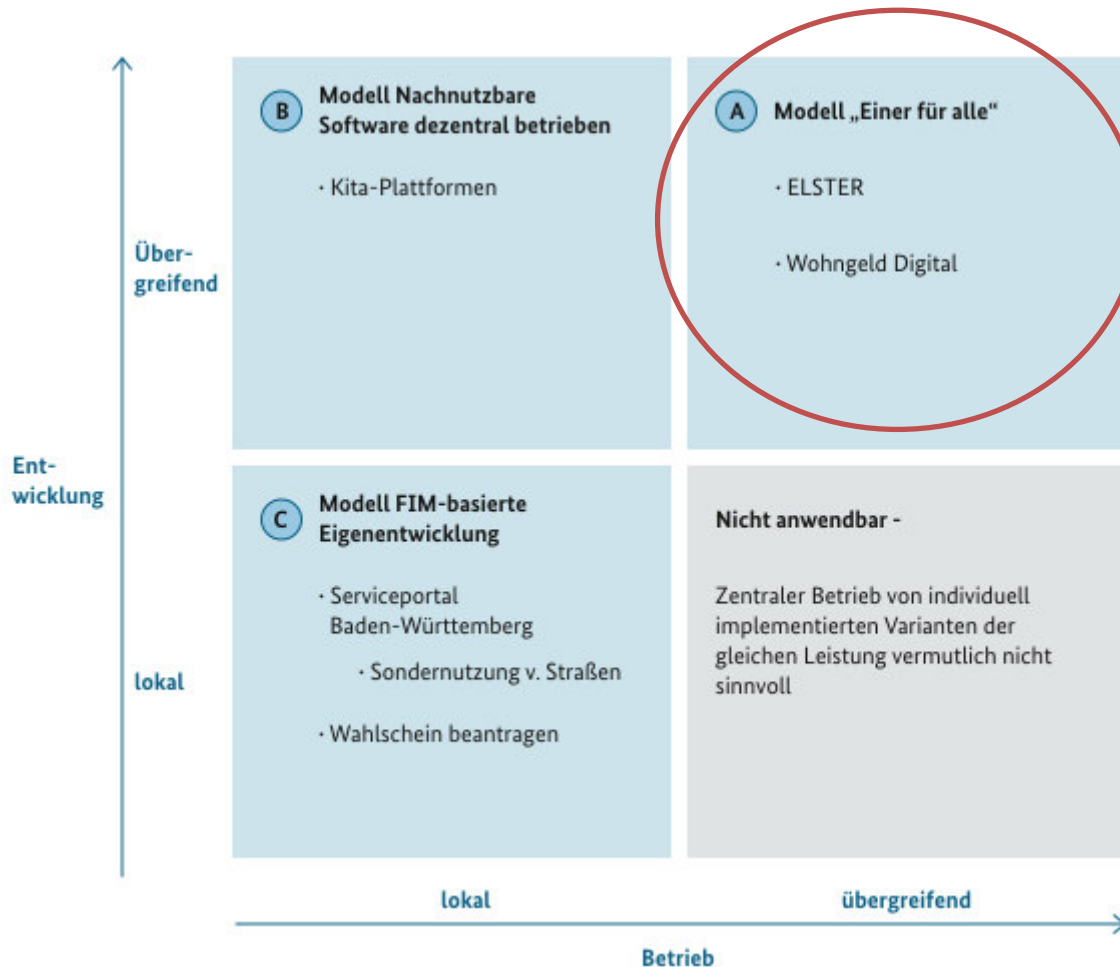 B
Modell Nachnutzbare
Software dezentral betrieben
· Kita-Plattformen
A
Modell „Einer für alle“
· ELSTER
· Wohngeld Digital
Über-
greifend
Ent-
wicklung
C
Modell FIM-basierte
Eigenentwicklung
· Serviceportal
Baden-Württemberg
· Sondernutzung v. Straßen
· Wahlschein beantragen
Nicht anwendbar -
Zentraler Betrieb von individuell
implementierten Varianten der
gleichen Leistung vermutlich nicht
sinnvoll
lokal
lokal
übergreifend
Betrieb